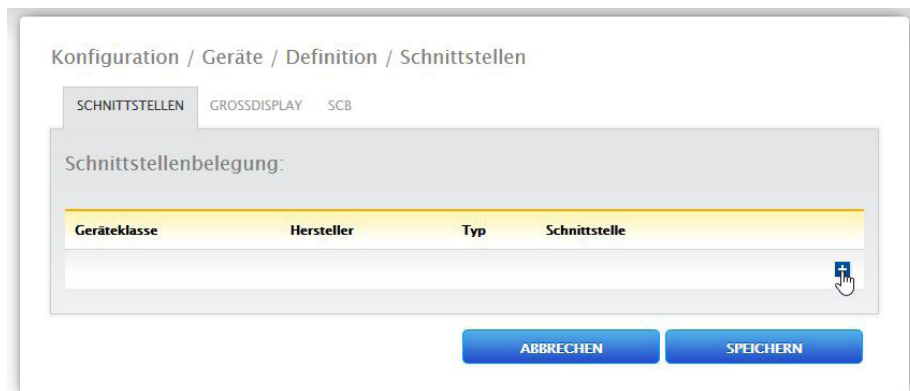 Konfiguration / Geräte / Definition / Schnittstellen
SCHNITTSTELLEN GROSSDISPLAY SCB
Schnittstellenbelegung:
Geräteklasse Hersteller Typ Schnittstelle
ABBRECHEN SPEICHERN